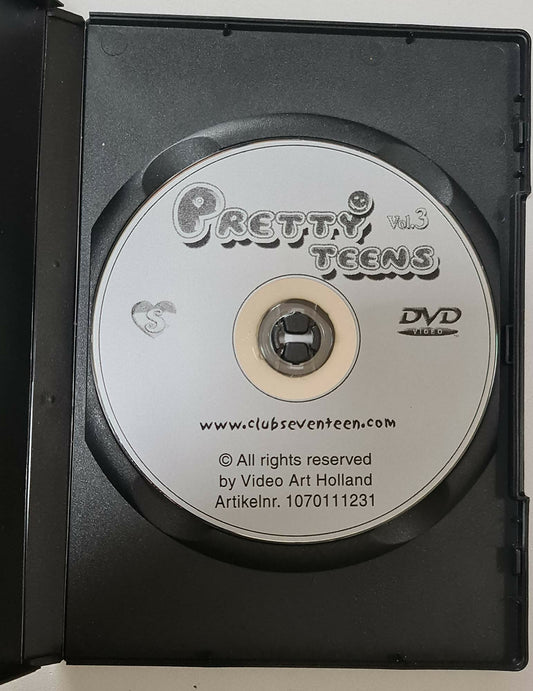 PRETTY Vol.3
TEENS
S
DVD
VIDEO
www.clubseventeen.com
© All rights reserved
by Video Art Holland
Artikelnr. 1070111231